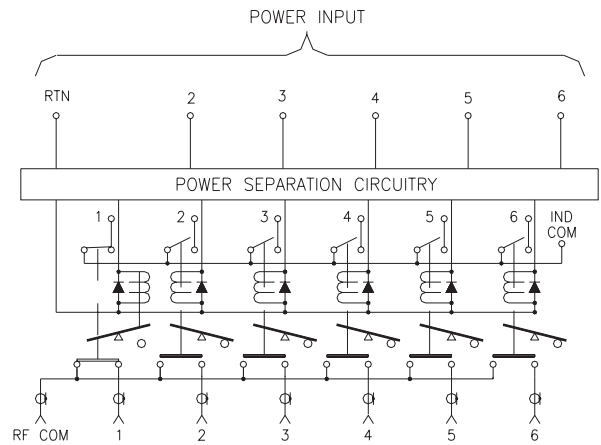 POWER INPUT
RTN 2 3 4 5 6
POWER SEPARATION CIRCUITRY
1 2 3 4 5 6 IND
COM
RF COM 1 2 3 4 5 6